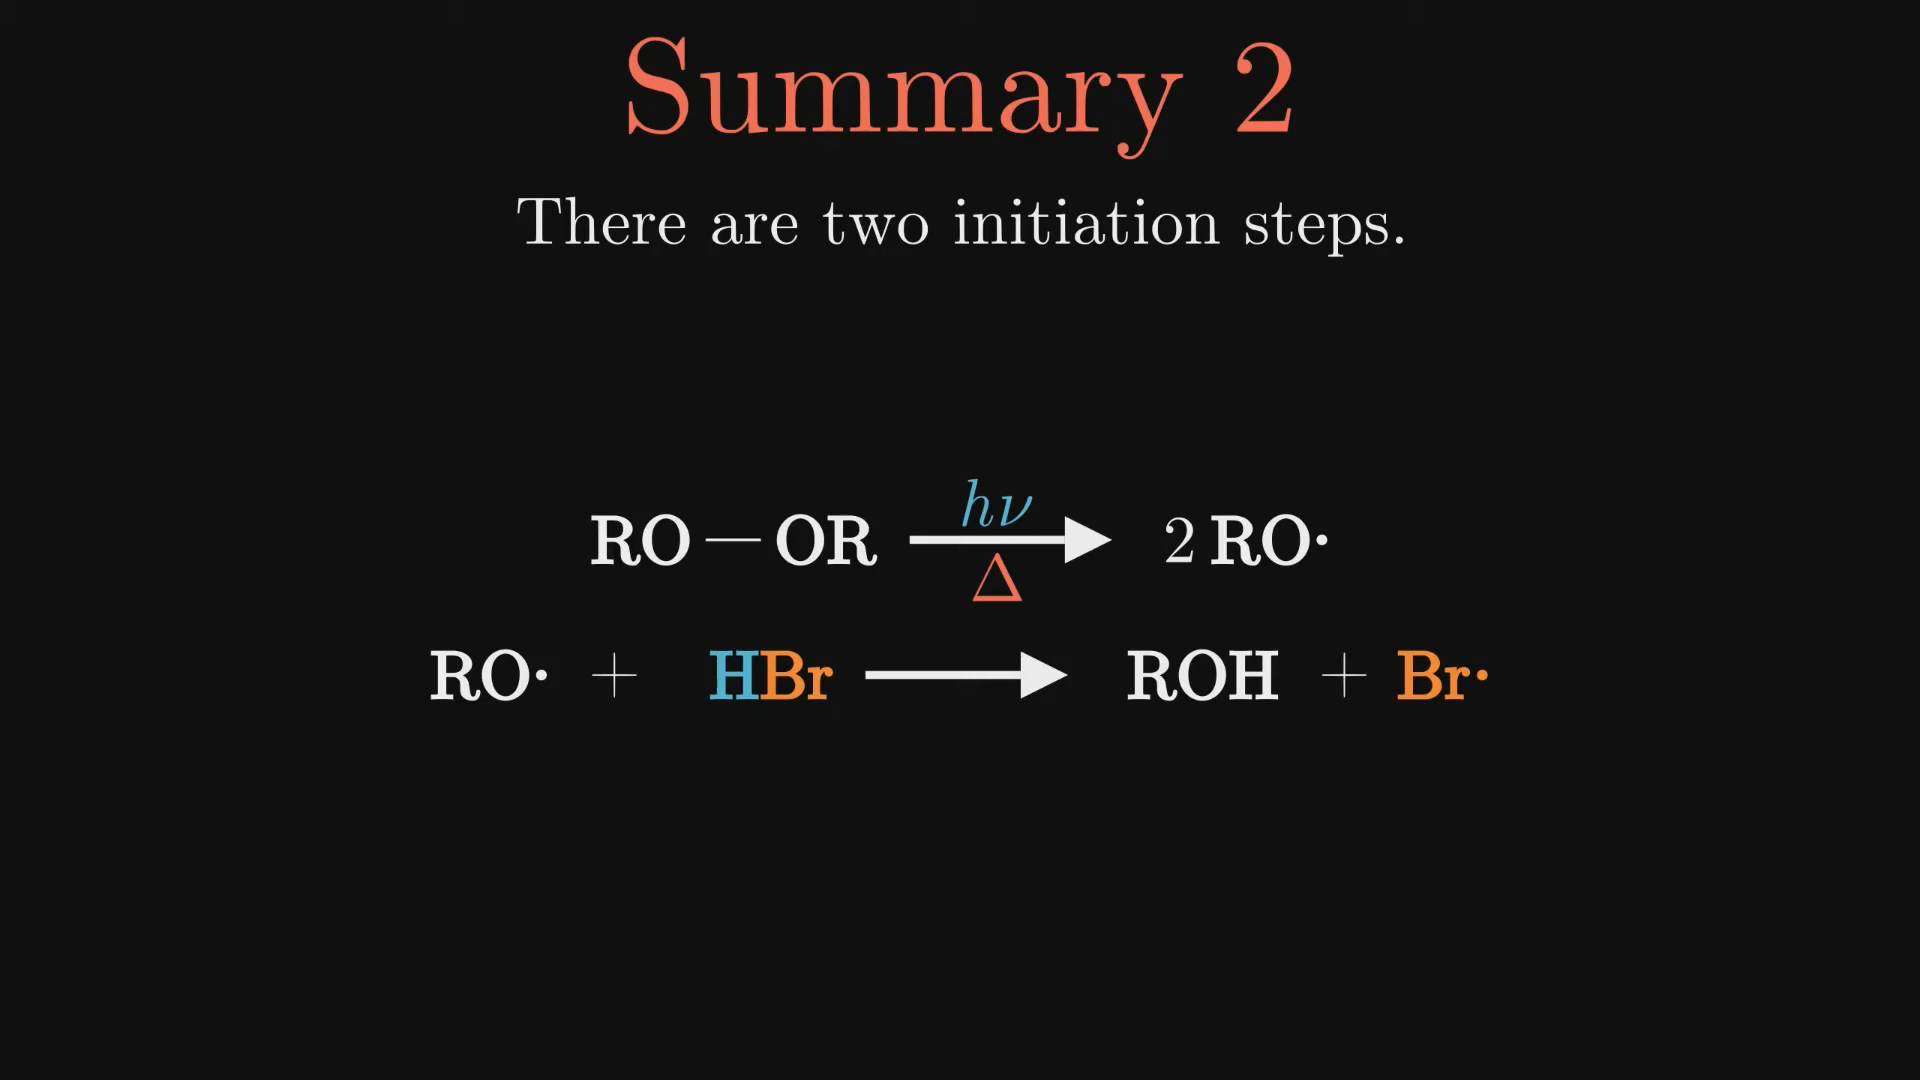 Summary 2
There are two initiation steps.
hν
RO — OR ⟶ 2 RO·
Δ
RO· + HBr ⟶ ROH + Br·